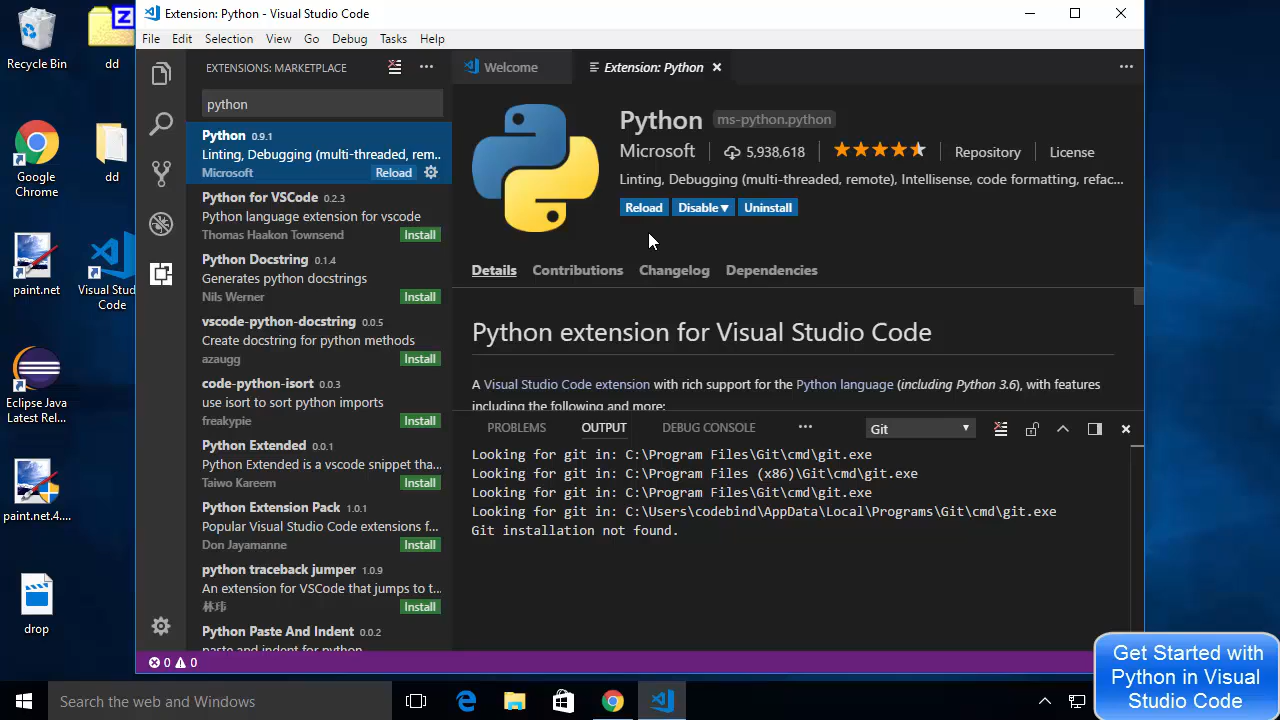 Extension: Python - Visual Studio Code
File Edit Selection View Go Debug Tasks Help
EXTENSIONS: MARKETPLACE
Welcome
Extension: Python
python
Python 0.9.1
Linting, Debugging (multi-threaded, rem...
Microsoft Reload
Python for VSCode 0.2.3
Python language extension for vscode
Thomas Haakon Townsend Install
Python Docstring 0.1.4
Generates python docstrings
Nils Werner Install
vscode-python-docstring 0.0.5
Create docstring for python methods
azaugg Install
code-python-isort 0.0.3
use isort to sort python imports
freakypie Install
Python Extended 0.0.1
Python Extended is a vscode snippet tha...
Taiwo Kareem Install
Python Extension Pack 1.0.1
Popular Visual Studio Code extensions f...
Don Jayamanne Install
python traceback jumper 1.0.9
An extension for VSCode that jumps to t...
林玮 Install
Python Paste And Indent 0.0.2
paste and indent for python
Python ms-python.python
Microsoft 5,938,618 Repository License
Linting, Debugging (multi-threaded, remote), Intellisense, code formatting, refac...
Reload Disable Uninstall
Details Contributions Changelog Dependencies
Python extension for Visual Studio Code
A Visual Studio Code extension with rich support for the Python language (including Python 3.6), with features
including the following and more:
PROBLEMS OUTPUT DEBUG CONSOLE ... Git
Looking for git in: C:\Program Files\Git\cmd\git.exe
Looking for git in: C:\Program Files (x86)\Git\cmd\git.exe
Looking for git in: C:\Program Files\Git\cmd\git.exe
Looking for git in: C:\Users\codebind\AppData\Local\Programs\Git\cmd\git.exe
Git installation not found.
0 0
Recycle Bin
dd
Google
Chrome
dd
paint.net
Visual Stud
Code
Eclipse Java
Latest Rel...
paint.net.4....
drop
Z
Search the web and Windows
Get Started with
Python in Visual
Studio Code